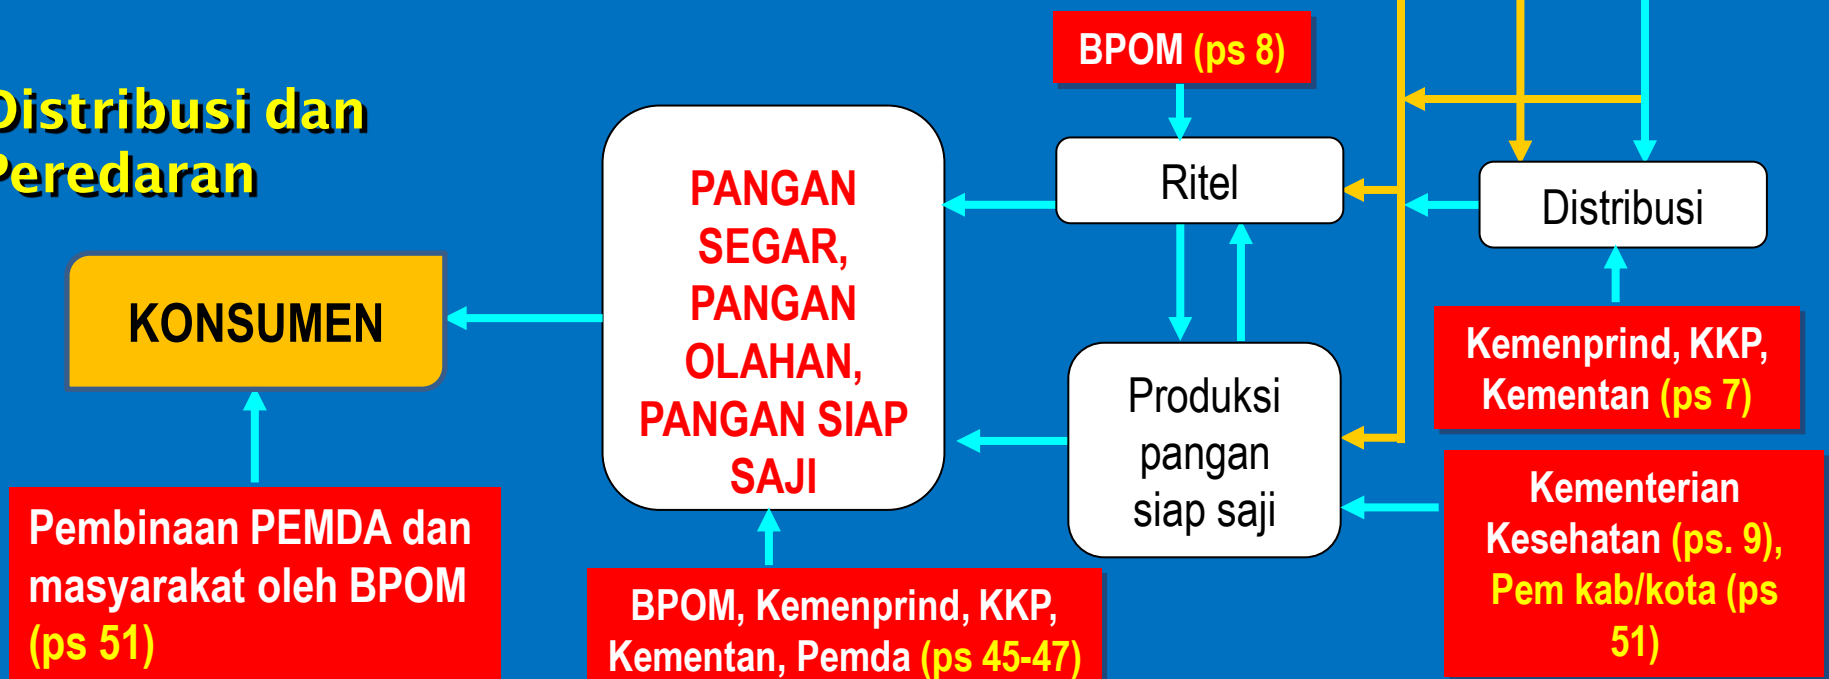 BPOM (ps 8)
Distribusi dan
Peredaran
PANGAN
SEGAR,
PANGAN
OLAHAN,
PANGAN SIAP
SAJI
Ritel
Distribusi
KONSUMEN
Produksi
pangan
siap saji
Kemenprind, KKP,
Kementan (ps 7)
Kementerian
Kesehatan (ps. 9),
Pem kab/kota (ps
51)
Pembinaan PEMDA dan
masyarakat oleh BPOM
(ps 51)
BPOM, Kemenprind, KKP,
Kementan, Pemda (ps 45-47)